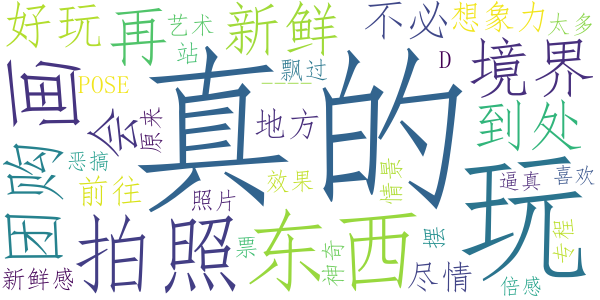 好玩
再
艺术
站
新鲜
不必
想象力
太多
画
POSE
会
原来
真的
飘过
____
D
境界
地方
到处
团购
恶搞
前往
照片
效果
情景
玩
逼真
喜欢
拍照
东西
票
神奇
摆
尽情
专程
倍感
新鲜感